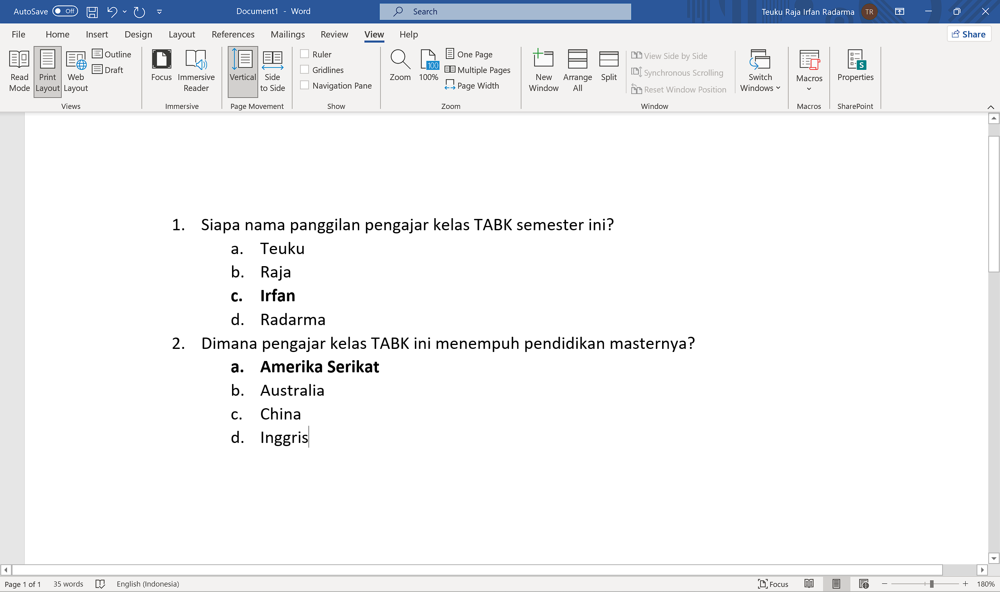 AutoSave Off Document1 - Word Search Teuku Raja Irfan Radarma TR
File Home Insert Design Layout References Mailings Review View Help Share
Read Mode Print Layout Web Layout Outline Draft
Views
Focus Immersive Reader
Immersive
Vertical Side to Side
Page Movement
Ruler
Gridlines
Navigation Pane
Show
Zoom 100 100% One Page Multiple Pages Page Width
Zoom
New Window Arrange All Split View Side by Side Synchronous Scrolling Reset Window Position Switch Windows
Window
Macros
Macros
S Properties
SharePoint
1. Siapa nama panggilan pengajar kelas TABK semester ini?
a. Teuku
b. Raja
c. Irfan
d. Radarma
2. Dimana pengajar kelas TABK ini menempuh pendidikan masternya?
a. Amerika Serikat
b. Australia
c. China
d. Inggris
Page 1 of 1 35 words English (Indonesia) Focus 180%